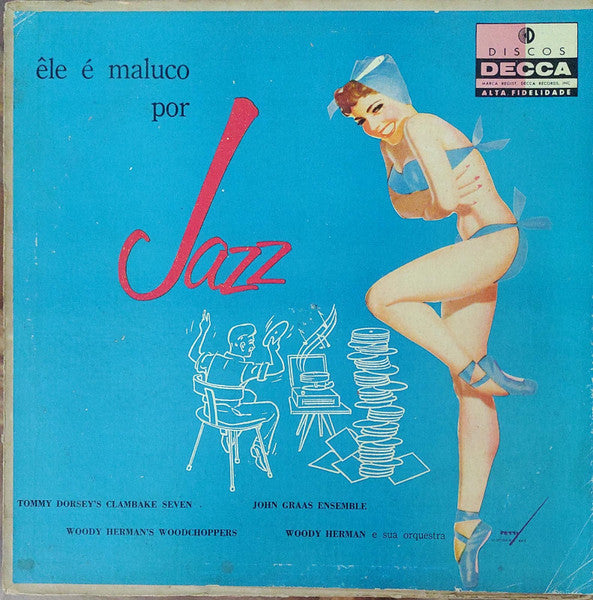 êle é maluco
por
Jazz
DISCOS
DECCA
MARCA REGIST. DECCA RECORDS, INC
ALTA FIDELIDADE
TOMMY DORSEY'S CLAMBAKE SEVEN
JOHN GRAAS ENSEMBLE
WOODY HERMAN'S WOODCHOPPERS
WOODY HERMAN e sua orquestra